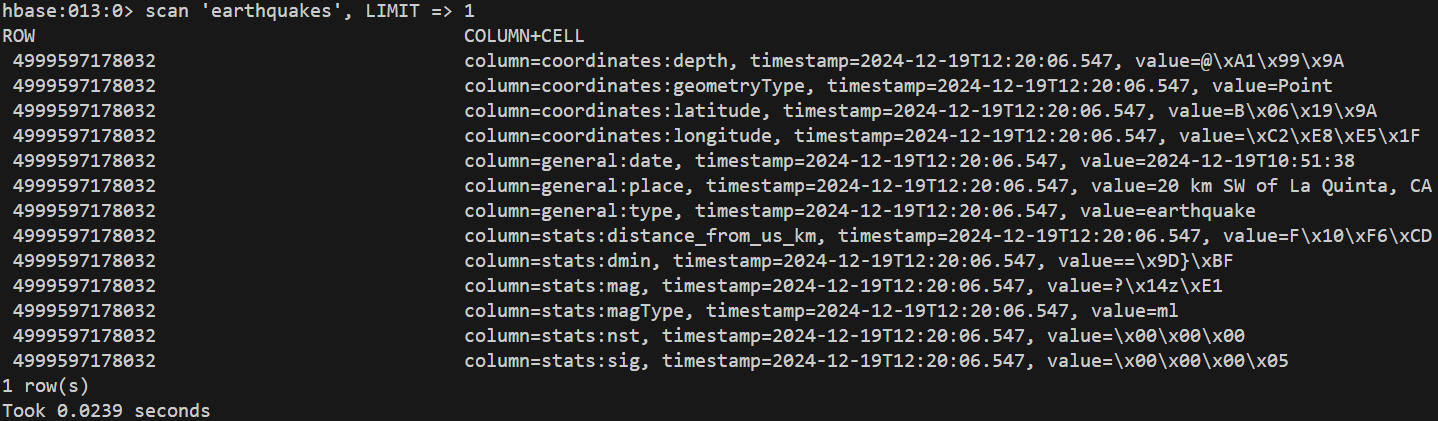 hbase:013:0> scan 'earthquakes', LIMIT => 1
ROW COLUMN+CELL
4999597178032 column=coordinates:depth, timestamp=2024-12-19T12:20:06.547, value=@\xA1\x99\x9A
4999597178032 column=coordinates:geometryType, timestamp=2024-12-19T12:20:06.547, value=Point
4999597178032 column=coordinates:latitude, timestamp=2024-12-19T12:20:06.547, value=B\x06\x19\x9A
4999597178032 column=coordinates:longitude, timestamp=2024-12-19T12:20:06.547, value=\xC2\xE8\xE5\x1F
4999597178032 column=general:date, timestamp=2024-12-19T12:20:06.547, value=2024-12-19T10:51:38
4999597178032 column=general:place, timestamp=2024-12-19T12:20:06.547, value=20 km SW of La Quinta, CA
4999597178032 column=general:type, timestamp=2024-12-19T12:20:06.547, value=earthquake
4999597178032 column=stats:distance_from_us_km, timestamp=2024-12-19T12:20:06.547, value=F\x10\xF6\xCD
4999597178032 column=stats:dmin, timestamp=2024-12-19T12:20:06.547, value==\x9D}\xBF
4999597178032 column=stats:mag, timestamp=2024-12-19T12:20:06.547, value=?\x14z\xE1
4999597178032 column=stats:magType, timestamp=2024-12-19T12:20:06.547, value=ml
4999597178032 column=stats:nst, timestamp=2024-12-19T12:20:06.547, value=\x00\x00\x00
4999597178032 column=stats:sig, timestamp=2024-12-19T12:20:06.547, value=\x00\x00\x00\x05
1 row(s)
Took 0.0239 seconds